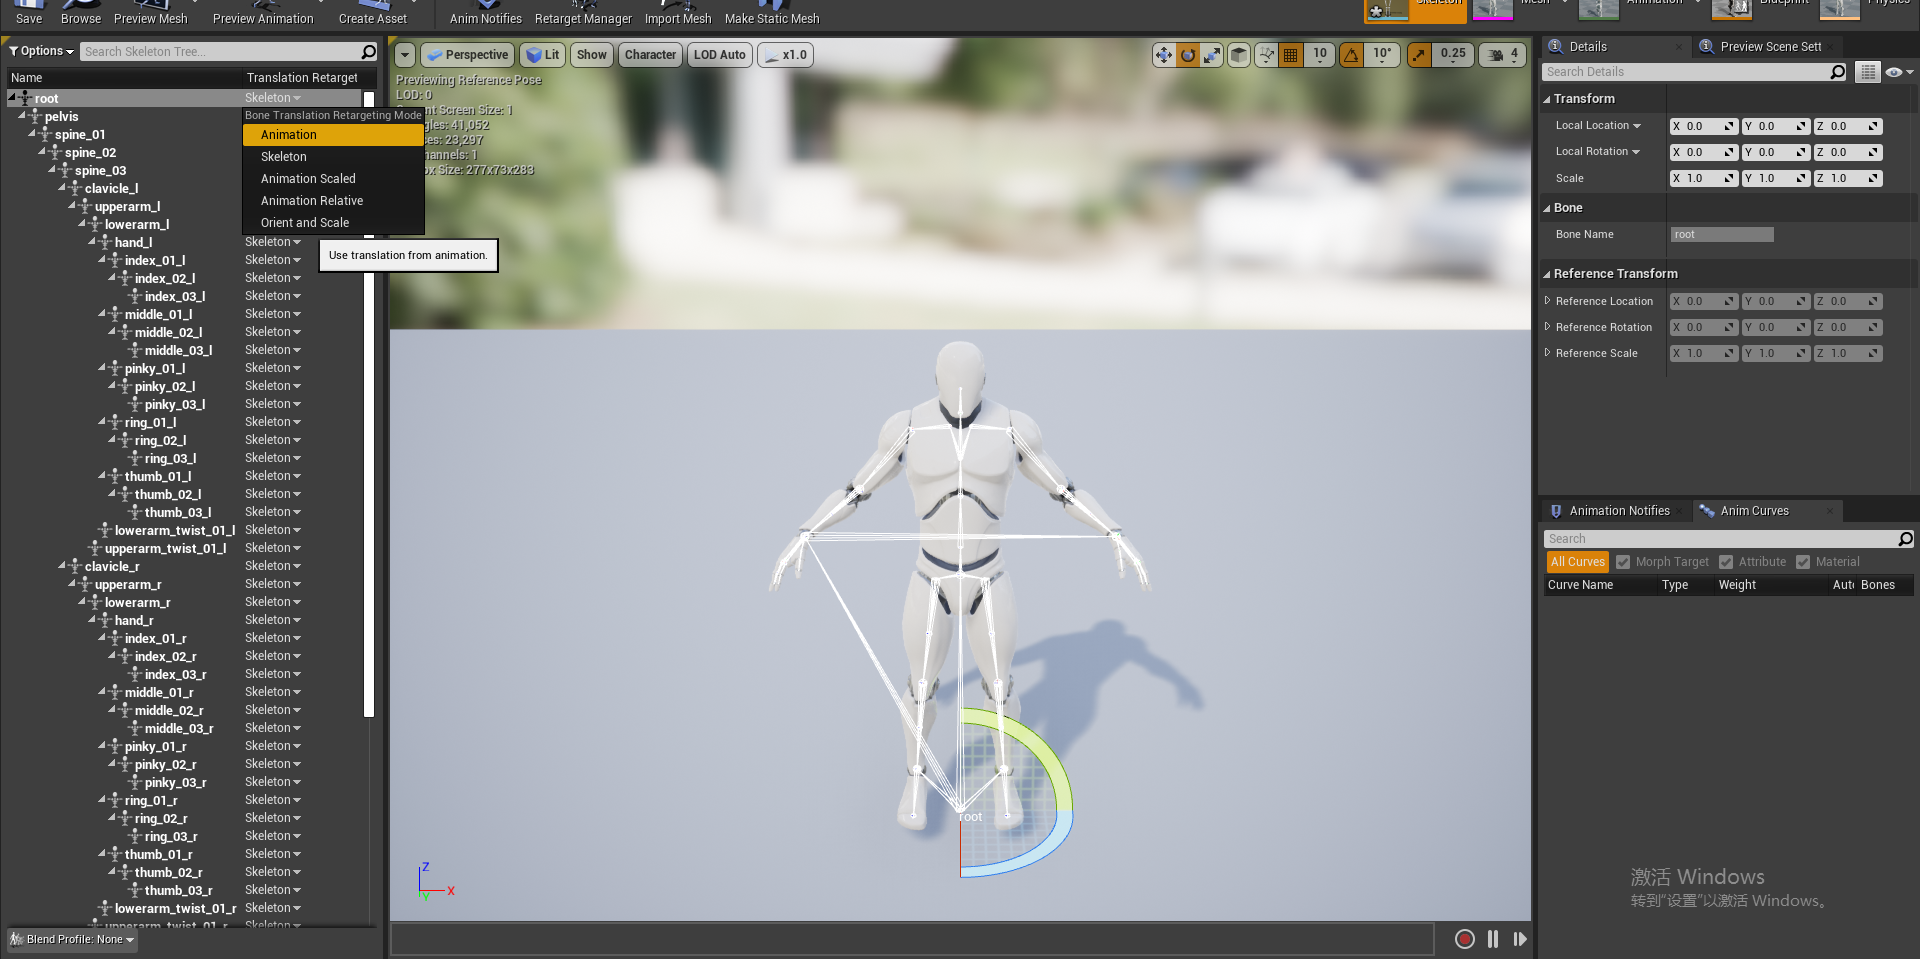 Skeleton
Mesh
Animation
Blueprint
Physics
Save
Browse
Preview Mesh
Preview Animation
Create Asset
Anim Notifies
Retarget Manager
Import Mesh
Make Static Mesh
Options
Search Skeleton Tree...
Name
Translation Retarget
root
Skeleton
Bone Translation Retargeting Mode
Animation
Skeleton
Animation Scaled
Animation Relative
Orient and Scale
Use translation from animation.
pelvis
spine_01
spine_02
spine_03
clavicle_l
upperarm_l
lowerarm_l
hand_l Skeleton
index_01_l Skeleton
index_02_l Skeleton
index_03_l Skeleton
middle_01_l Skeleton
middle_02_l Skeleton
middle_03_l Skeleton
pinky_01_l Skeleton
pinky_02_l Skeleton
pinky_03_l Skeleton
ring_01_l Skeleton
ring_02_l Skeleton
ring_03_l Skeleton
thumb_01_l Skeleton
thumb_02_l Skeleton
thumb_03_l Skeleton
lowerarm_twist_01_l Skeleton
upperarm_twist_01_l Skeleton
clavicle_r Skeleton
upperarm_r Skeleton
lowerarm_r Skeleton
hand_r Skeleton
index_01_r Skeleton
index_02_r Skeleton
index_03_r Skeleton
middle_01_r Skeleton
middle_02_r Skeleton
middle_03_r Skeleton
pinky_01_r Skeleton
pinky_02_r Skeleton
pinky_03_r Skeleton
ring_01_r Skeleton
ring_02_r Skeleton
ring_03_r Skeleton
thumb_01_r Skeleton
thumb_02_r Skeleton
thumb_03_r Skeleton
lowerarm_twist_01_r Skeleton
upperarm_twist_01_r Skeleton
Blend Profile: None
Perspective
Lit
Show
Character
LOD Auto
x1.0
10
10°
0.25
4
Previewing Reference Pose
LOD: 0
Screen Size: 1
41,052
23,297
hannels: 1
Size: 277x73x283
root
Z
X
Y
Details
Preview Scene Sett
Search Details
Transform
Local Location X 0.0 Y 0.0 Z 0.0
Local Rotation X 0.0 Y 0.0 Z 0.0
Scale X 1.0 Y 1.0 Z 1.0
Bone
Bone Name root
Reference Transform
Reference Location X 0.0 Y 0.0 Z 0.0
Reference Rotation X 0.0 Y 0.0 Z 0.0
Reference Scale X 1.0 Y 1.0 Z 1.0
Animation Notifies
Anim Curves
Search
All Curves
Morph Target
Attribute
Material
Curve Name
Type
Weight
Aut
Bones
激活 Windows
转到"设置"以激活 Windows。